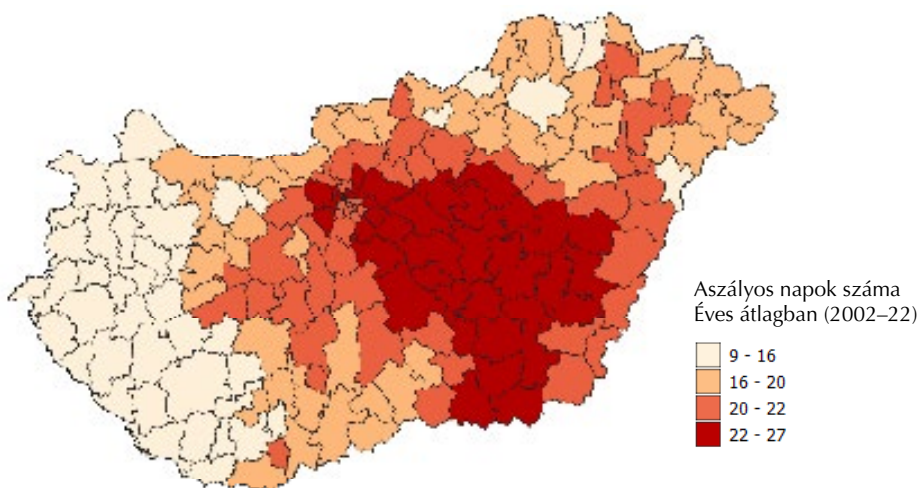 Aszályos napok száma
Éves átlagban (2002–22)
9 - 16
16 - 20
20 - 22
22 - 27